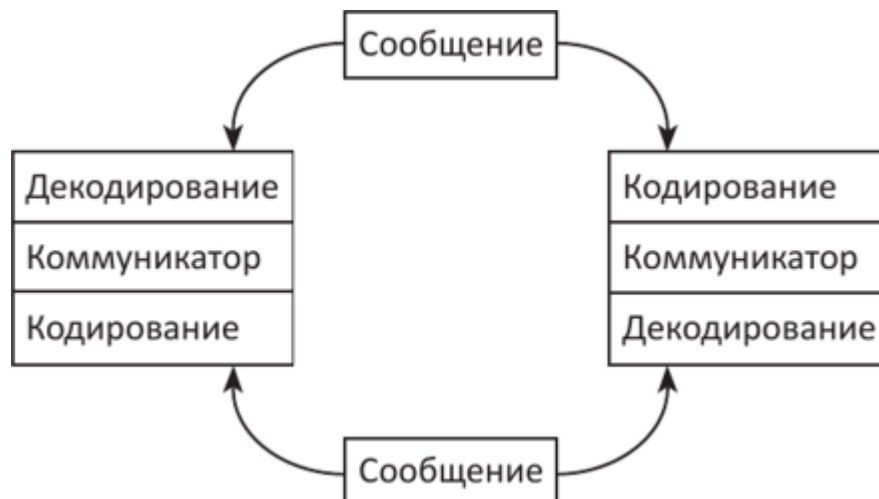 Сообщение
Декодирование
Коммуникатор
Кодирование
Кодирование
Коммуникатор
Декодирование
Сообщение